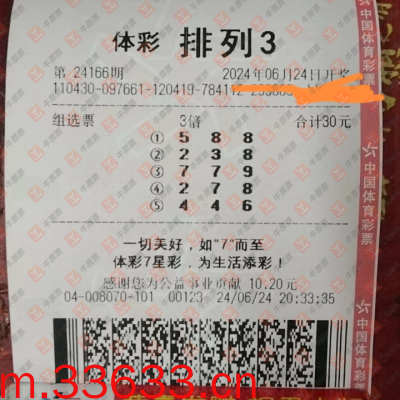 体彩 排列3
第 24166期 2024年06月24日开奖
110430-097661-120419-784112
组选票 3倍 合计30元
① 5 8 8
② 2 3 8
③ 7 7 9
④ 2 7 8
⑤ 4 4 6
一切美好，如"7"而至
体彩7星彩，为生活添彩！
感谢您为公益事业贡献 10.20元
04-008070-101 00123 24/06/24 20:33:35
中国体育彩票
中国体育彩票
m.33633.cn